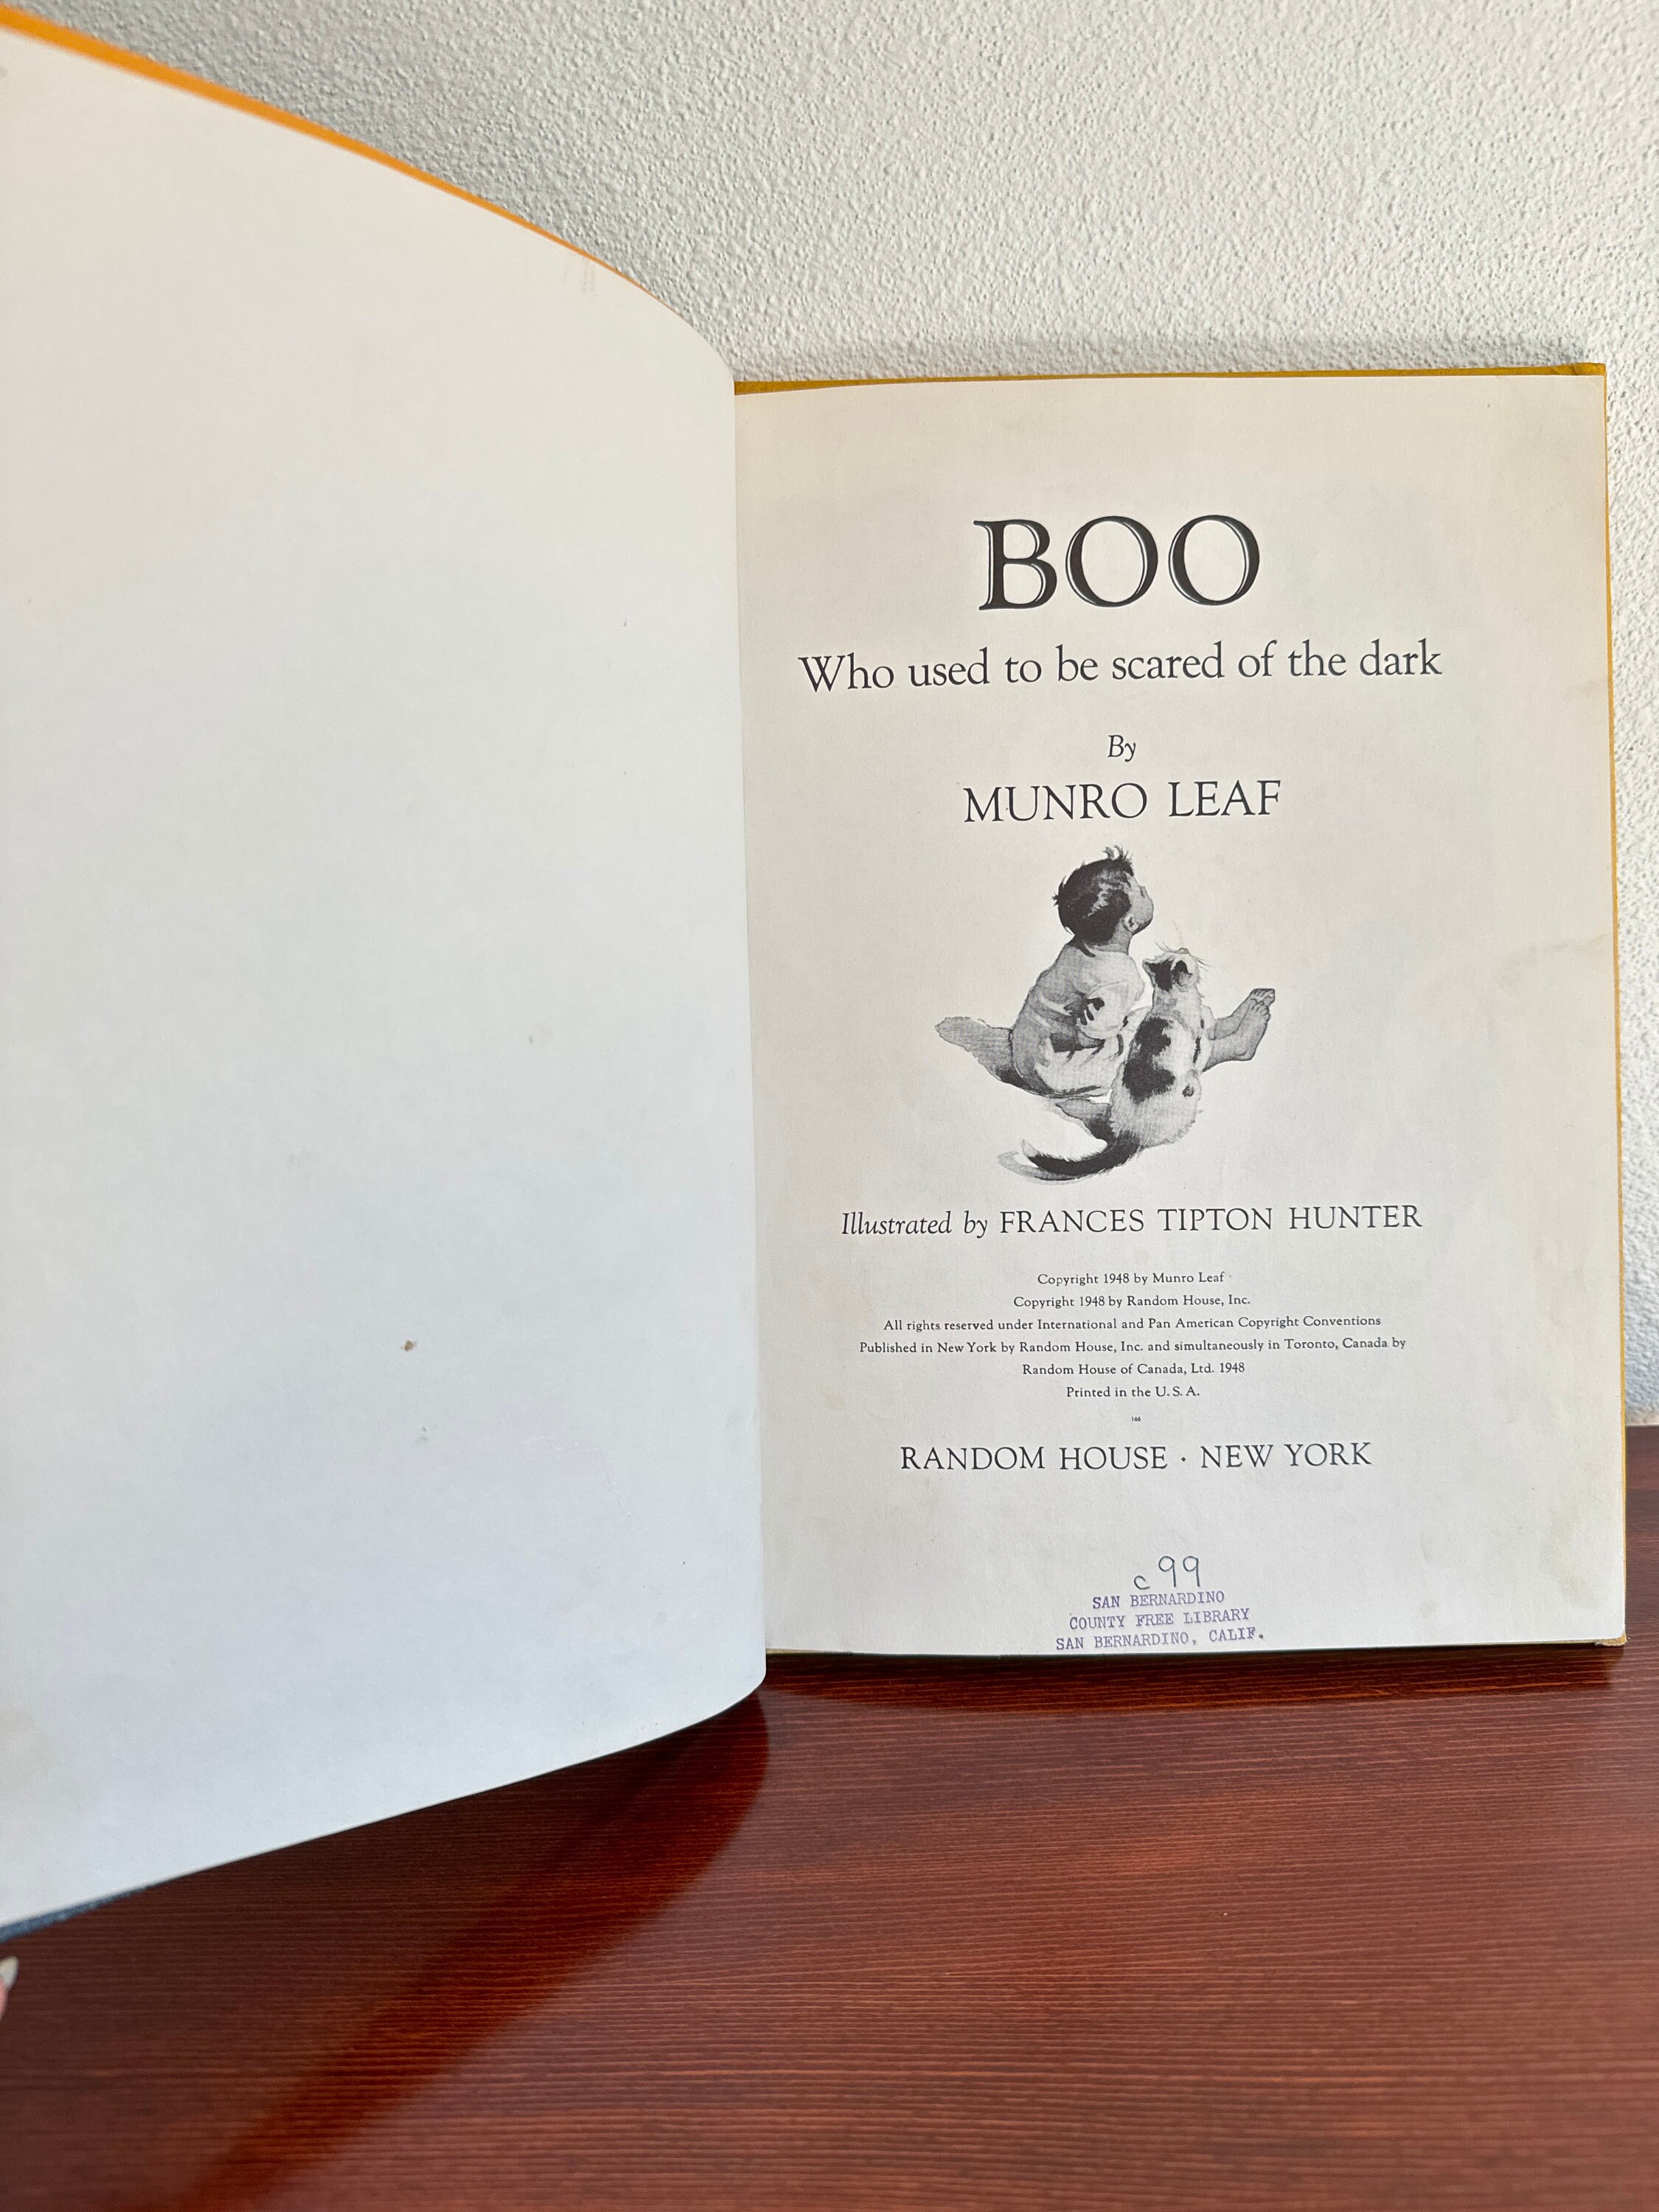 BOO
Who used to be scared of the dark
By
MUNRO LEAF
Illustrated by FRANCES TIPTON HUNTER
Copyright 1948 by Munro Leaf
Copyright 1948 by Random House, Inc.
All rights reserved under International and Pan American Copyright Conventions
Published in New York by Random House, Inc. and simultaneously in Toronto, Canada by
Random House of Canada, Ltd. 1948
Printed in the U. S. A.
166
RANDOM HOUSE · NEW YORK
c99
SAN BERNARDINO
COUNTY FREE LIBRARY
SAN BERNARDINO, CALIF.